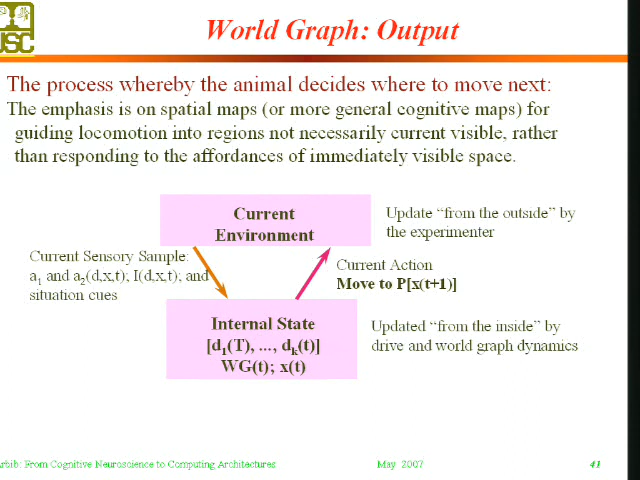 USC
World Graph: Output
The process whereby the animal decides where to move next:
The emphasis is on spatial maps (or more general cognitive maps) for
guiding locomotion into regions not necessarily current visible, rather
than responding to the affordances of immediately visible space.
Current
Environment
Update “from the outside” by
the experimenter
Current Sensory Sample:
a1 and a2(d,x,t); I(d,x,t); and
situation cues
Current Action
Move to P[x(t+1)]
Internal State
[d1(T), ..., dk(t)]
WG(t); x(t)
Updated “from the inside” by
drive and world graph dynamics
Arbib: From Cognitive Neuroscience to Computing Architectures
May 2007
41